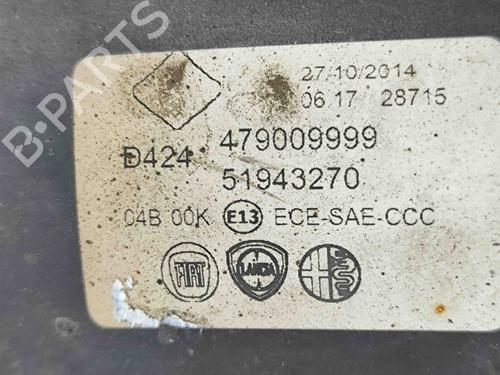 B-PARTS
27/10/2014
06 17 28715
D424 479009999
51943270
04B 00K E13 ECE-SAE-CCC
FIAT LANCIA